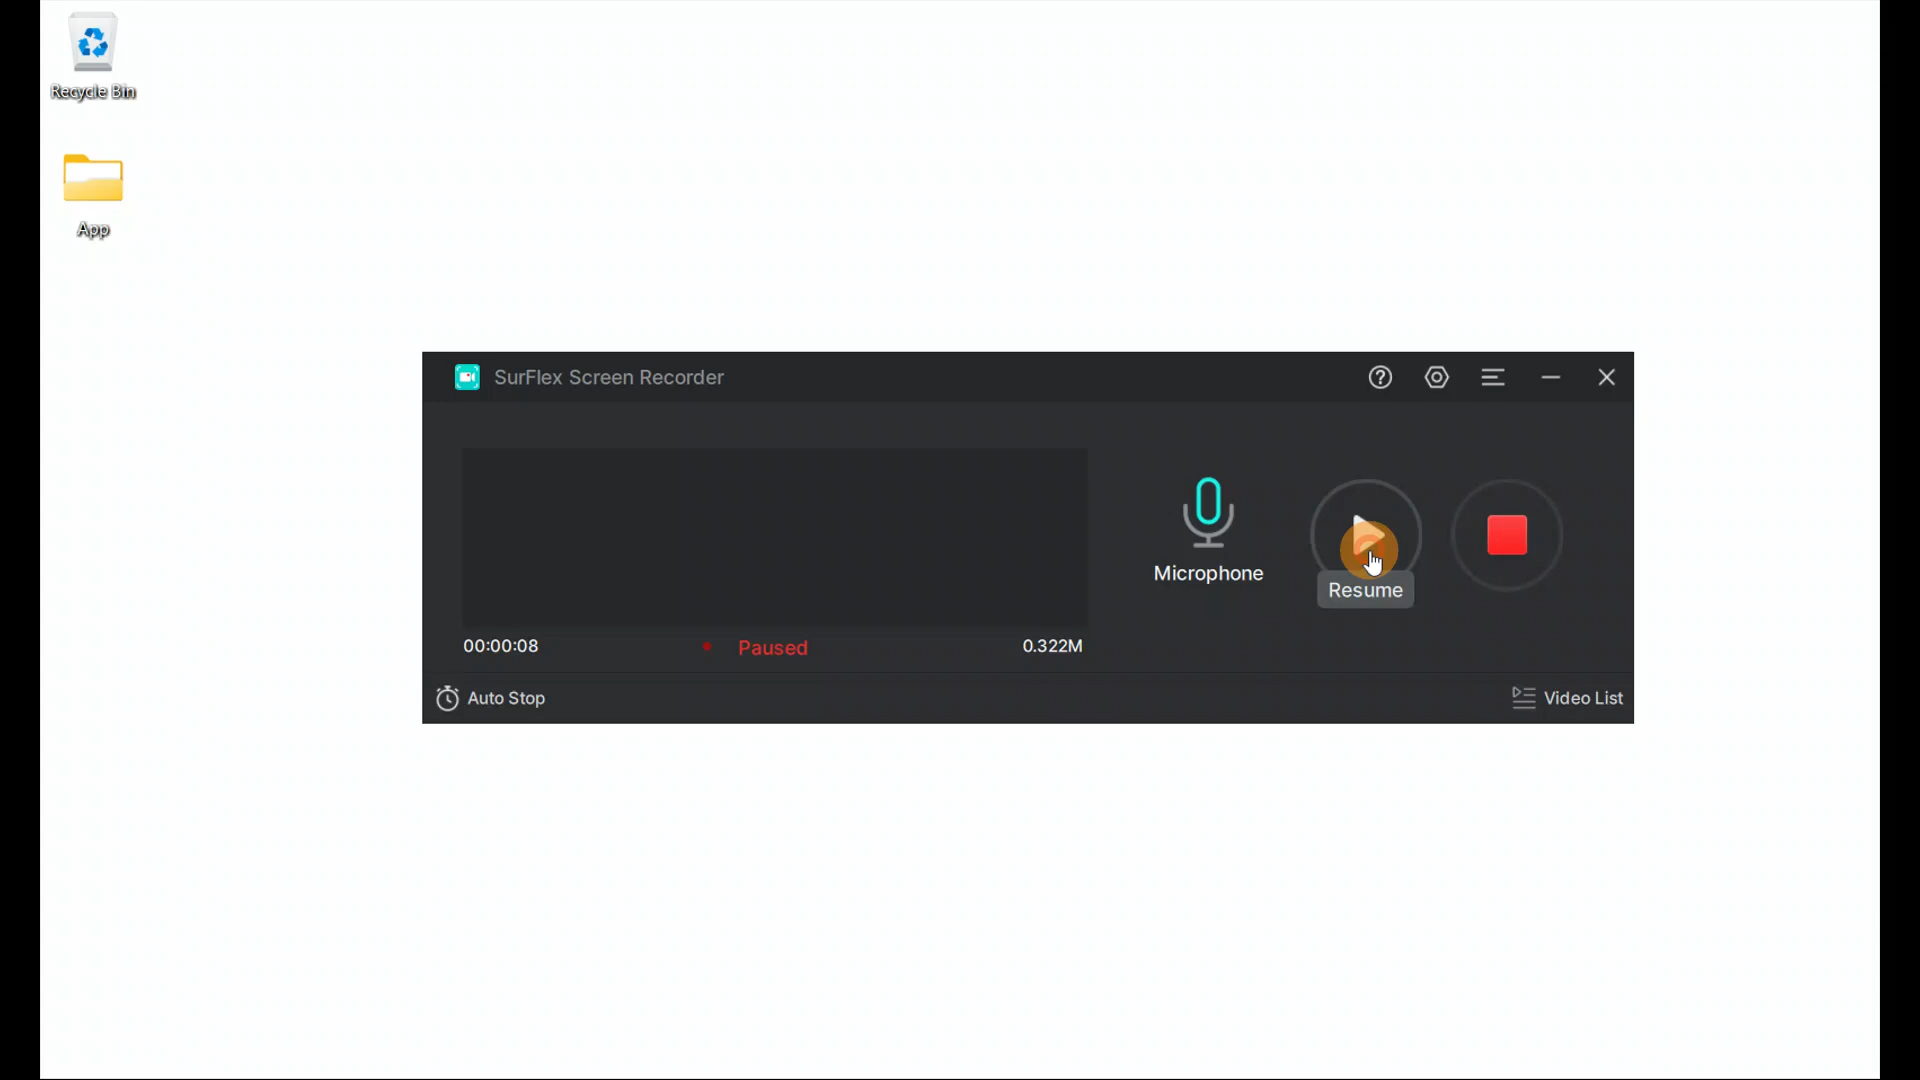 Recycle Bin
App
SurFlex Screen Recorder
Microphone
Resume
00:00:08
Paused
0.322M
Auto Stop
Video List